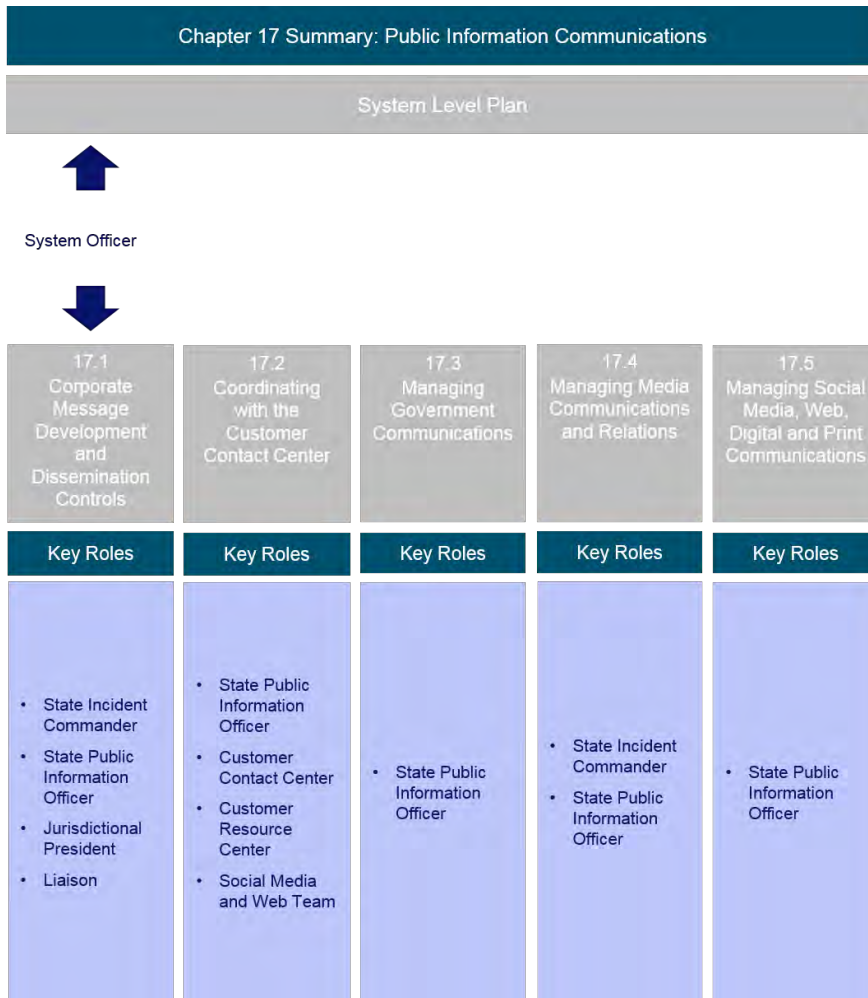 Chapter 17 Summary: Public Information Communications
System Level Plan
System Officer
17.1
Corporate
Message
Development
and
Dissemination
Controls
17.2
Coordinating
with the
Customer
Contact Center
17.3
Managing
Government
Communications
17.4
Managing Media
Communications
and Relations
17.5
Managing Social
Media, Web,
Digital and Print
Communications
Key Roles
Key Roles
Key Roles
Key Roles
Key Roles
• State Incident
Commander
• State Public
Information
Officer
• Jurisdictional
President
• Liaison
• State Public
Information
Officer
• Customer
Contact Center
• Customer
Resource
Center
• Social Media
and Web Team
• State Public
Information
Officer
• State Incident
Commander
• State Public
Information
Officer
• State Public
Information
Officer